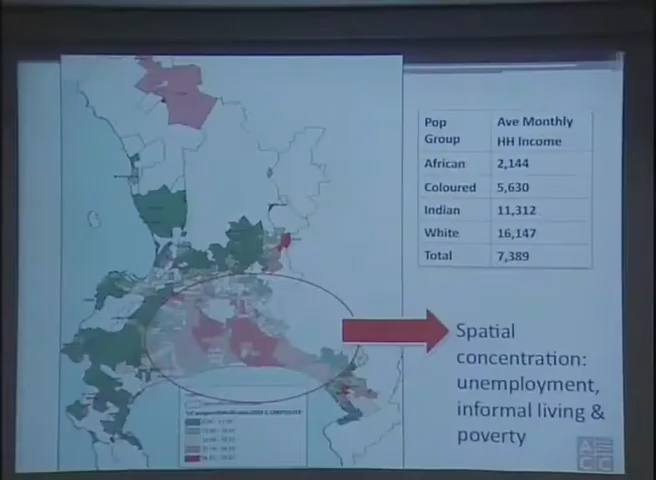 Pop Group
Ave Monthly HH Income
African 2,144
Coloured 5,630
Indian 11,312
White 16,147
Total 7,389
Spatial
concentration:
unemployment,
informal living &
poverty